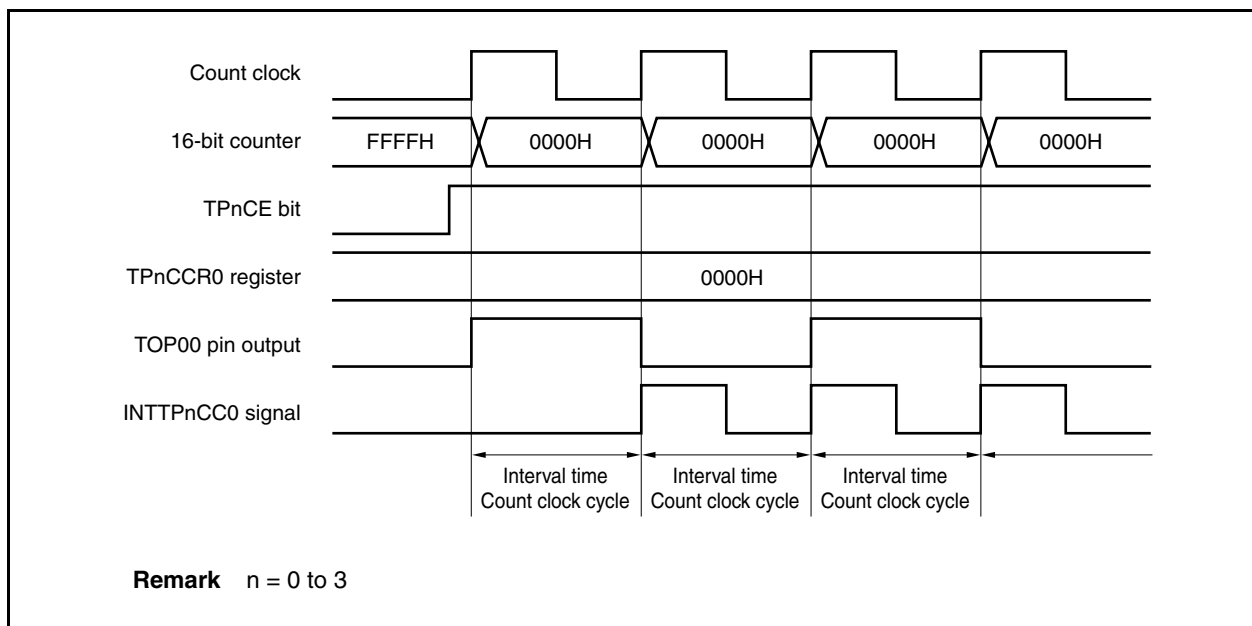 Count clock
16-bit counter FFFFH 0000H 0000H 0000H 0000H
TPnCE bit
TPnCCR0 register 0000H
TOP00 pin output
INTTPnCC0 signal
Interval time Interval time Interval time
Count clock cycle Count clock cycle Count clock cycle
Remark n = 0 to 3